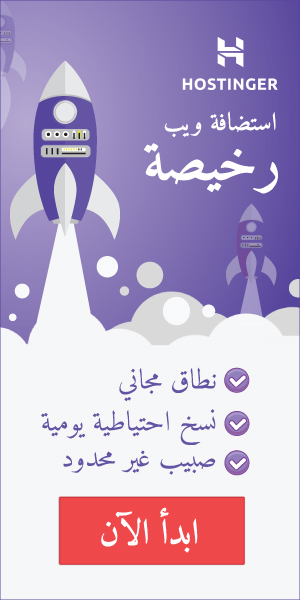 HOSTINGER
استضافة ويب
رخيصة
نطاق مجاني
نسخ احتياطية يومية
صبيب غير محدود
ابدأ الآن